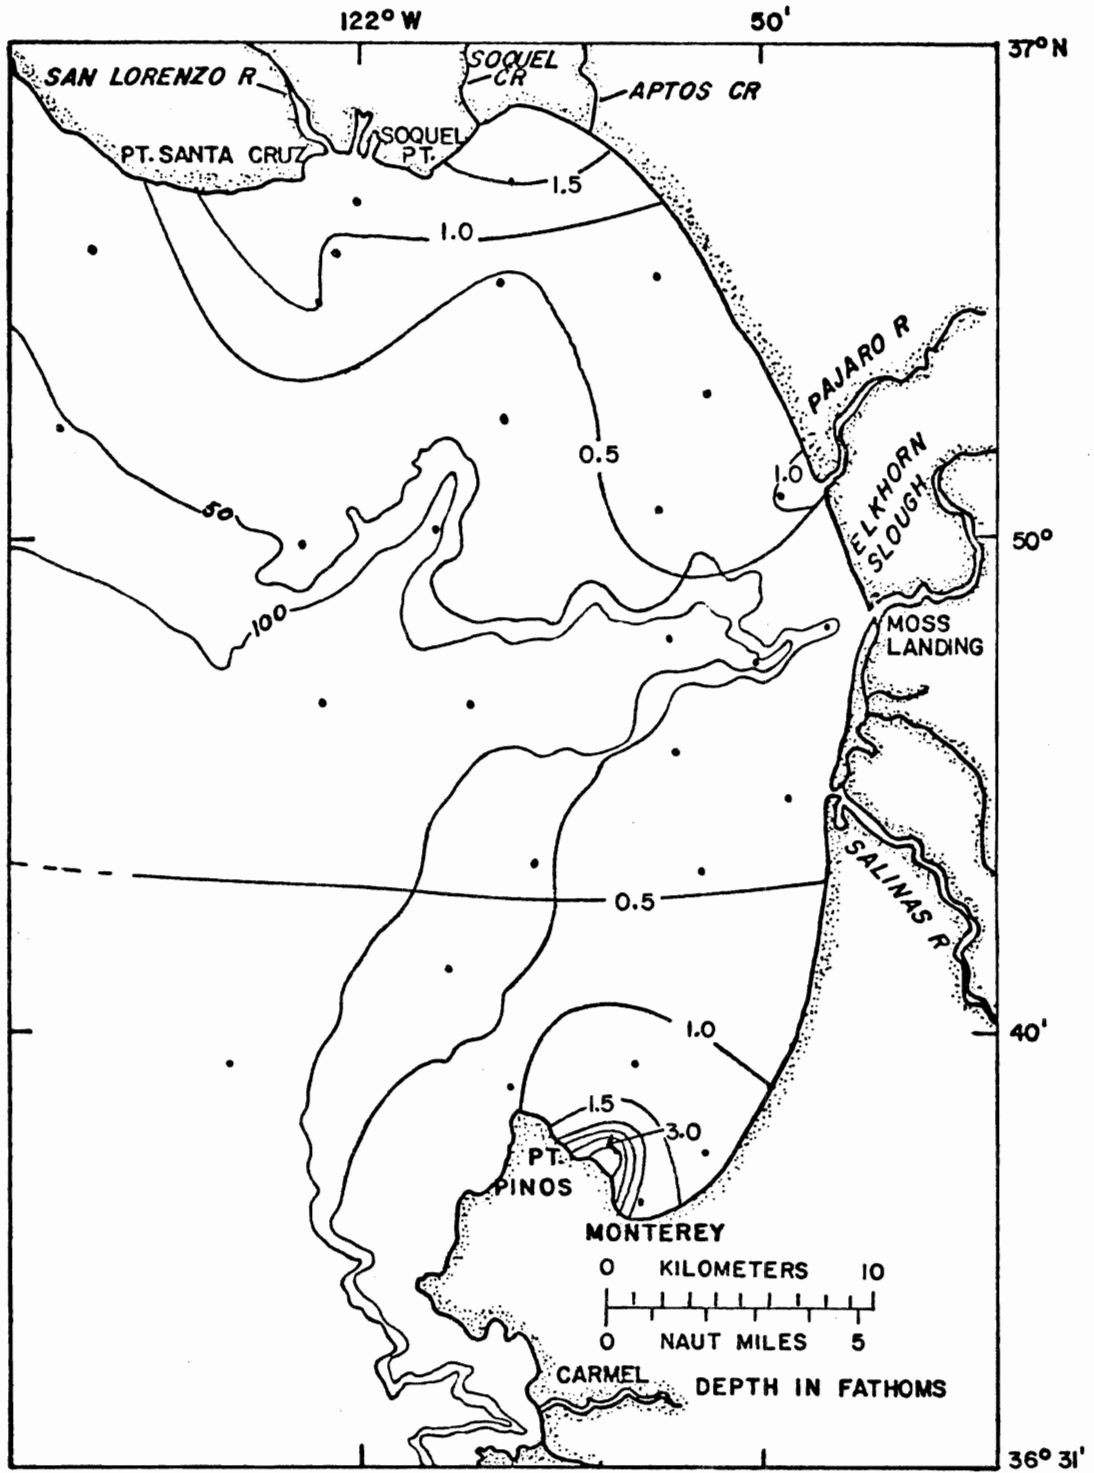 122° W
50'
37° N
SAN LORENZO R
SOQUEL
CR
APTOS CR
PT. SANTA CRUZ
SOQUEL
PT.
1.5
1.0
PAJARO R
0.5
1.0
ELKHORN
SLOUGH
50
50°
100
MOSS
LANDING
SALINAS R
0.5
1.0
40'
1.5
3.0
PT.
PINOS
MONTEREY
0 KILOMETERS 10
0 NAUT MILES 5
CARMEL
DEPTH IN FATHOMS
36° 31'